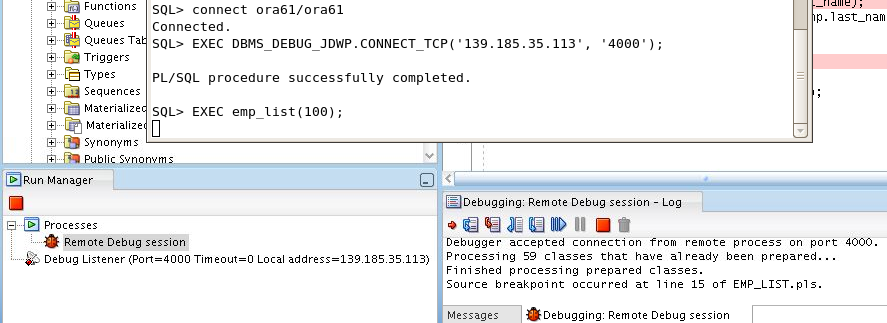 Functions
Queues
Queues Tab
Triggers
Types
Sequences
Materialized
Materialized
Synonyms
Public Synonyms
SQL> connect ora61/ora61
Connected.
SQL> EXEC DBMS_DEBUG_JDWP.CONNECT_TCP('139.185.35.113', '4000');
PL/SQL procedure successfully completed.
SQL> EXEC emp_list(100);
_name);
mp.last_nam
;
Run Manager
Processes
Remote Debug session
Debug Listener (Port=4000 Timeout=0 Local address=139.185.35.113)
Debugging: Remote Debug session - Log
Debugger accepted connection from remote process on port 4000.
Processing 59 classes that have already been prepared...
Finished processing prepared classes.
Source breakpoint occurred at line 15 of EMP_LIST.pls.
Messages
Debugging: Remote Debug session